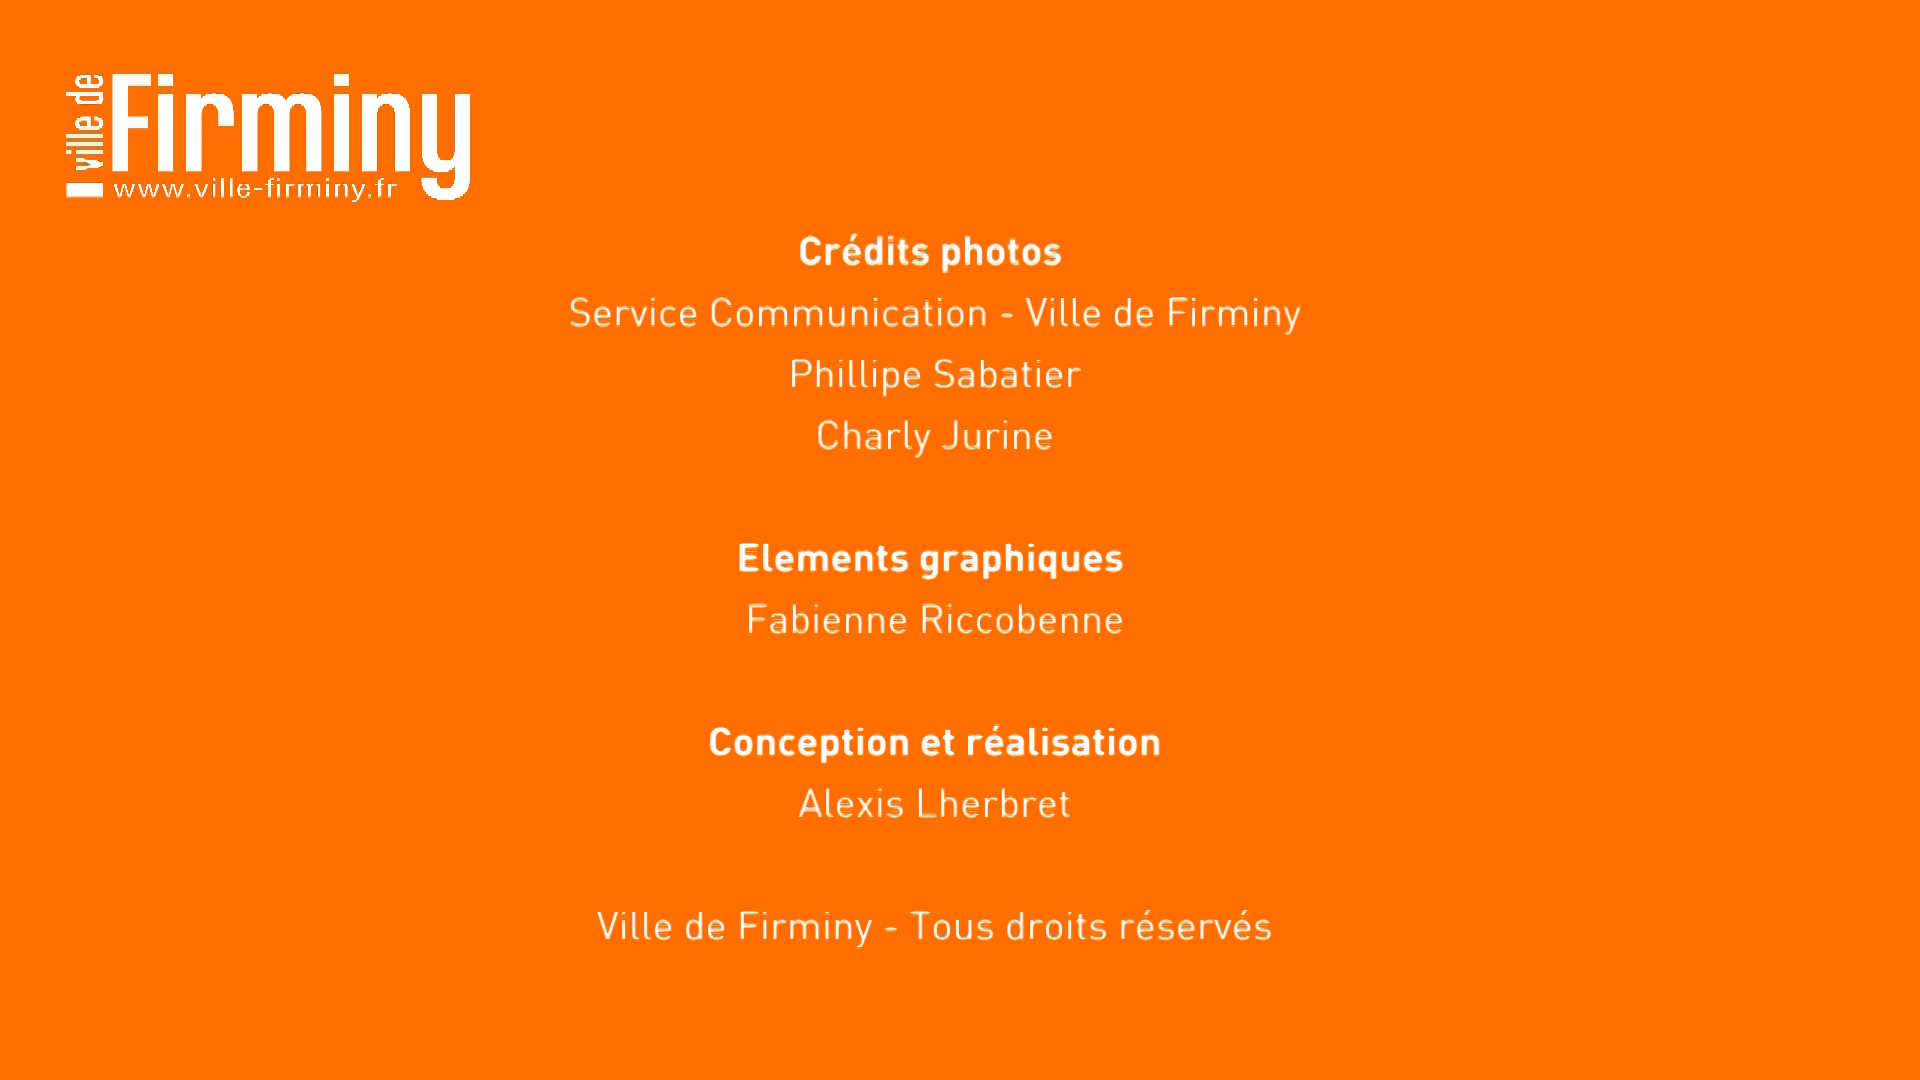 ville de
Firminy
www.ville-firminy.fr
Crédits photos
Service Communication - Ville de Firminy
Phillipe Sabatier
Charly Jurine
Elements graphiques
Fabienne Riccobenne
Conception et réalisation
Alexis Lherbret
Ville de Firminy - Tous droits réservés